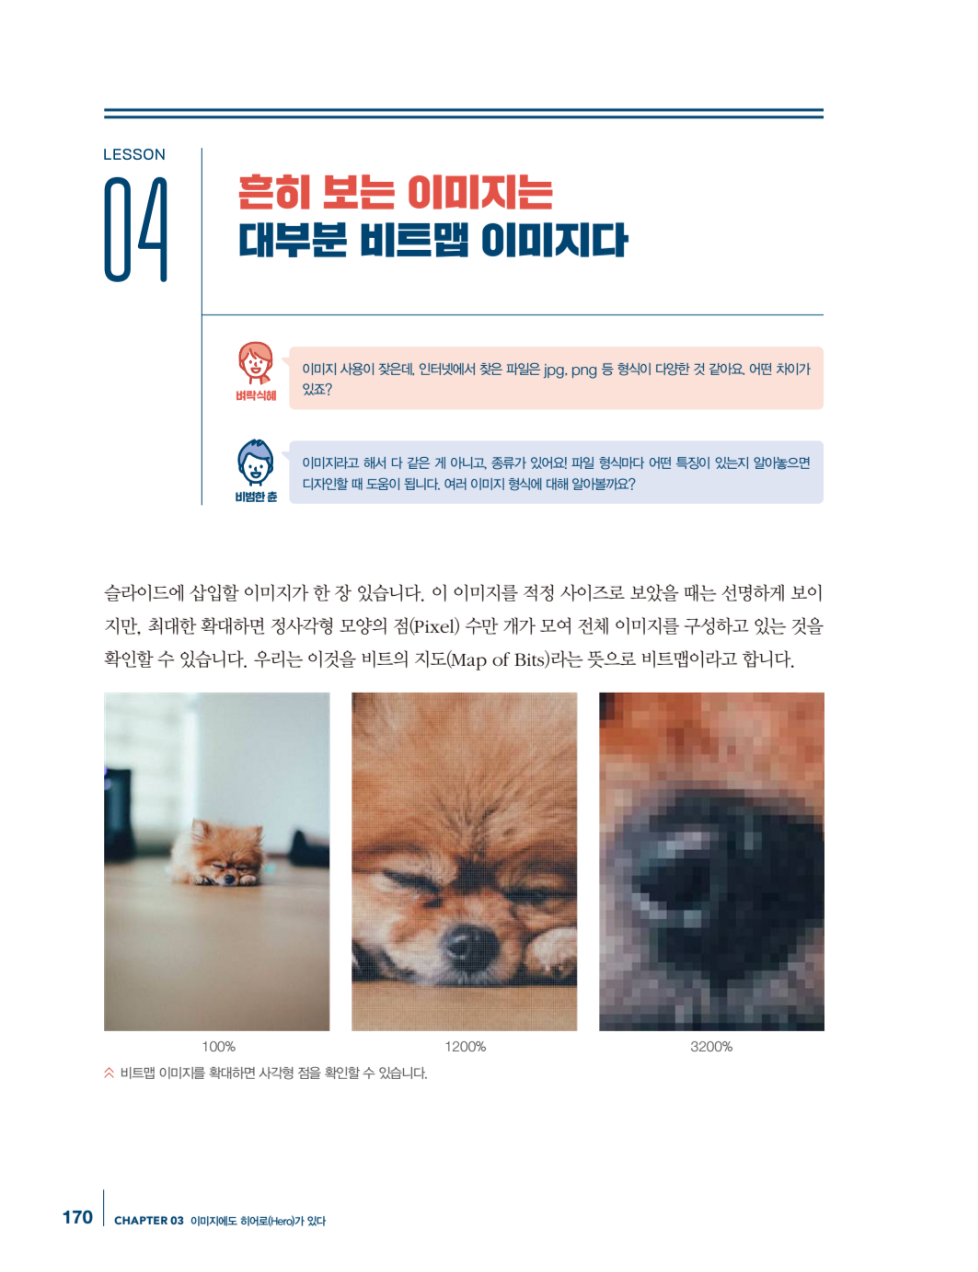 LESSON
04
흔히 보는 이미지는
대부분 비트맵 이미지다
벼락식혜
이미지 사용이 잦은데, 인터넷에서 찾은 파일은 jpg, png 등 형식이 다양한 것 같아요. 어떤 차이가
있죠?
비범한 츈
이미지라고 해서 다 같은 게 아니고, 종류가 있어요! 파일 형식마다 어떤 특징이 있는지 알아놓으면
디자인할 때 도움이 됩니다. 여러 이미지 형식에 대해 알아볼까요?
슬라이드에 삽입할 이미지가 한 장 있습니다. 이 이미지를 적정 사이즈로 보았을 때는 선명하게 보이
지만, 최대한 확대하면 정사각형 모양의 점(Pixel) 수만 개가 모여 전체 이미지를 구성하고 있는 것을
확인할 수 있습니다. 우리는 이것을 비트의 지도(Map of Bits)라는 뜻으로 비트맵이라고 합니다.
100%
1200%
3200%
비트맵 이미지를 확대하면 사각형 점을 확인할 수 있습니다.
170 CHAPTER 03 이미지에도 히어로(Hero)가 있다